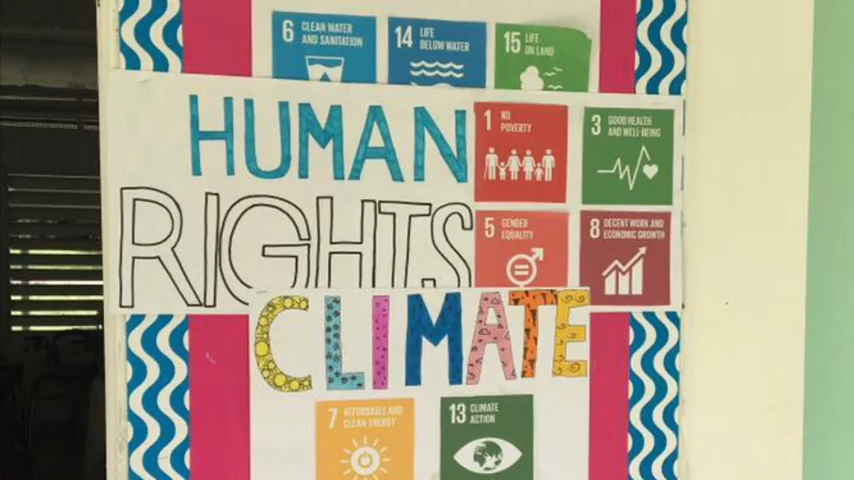 6 CLEAN WATER
AND SANITATION
14 LIFE
BELOW WATER
15 LIFE
ON LAND
HUMAN
RIGHTS
1 NO
POVERTY
3 GOOD HEALTH
AND WELL-BEING
5 GENDER
EQUALITY
8 DECENT WORK AND
ECONOMIC GROWTH
CLIMATE
7 AFFORDABLE AND
CLEAN ENERGY
13 CLIMATE
ACTION